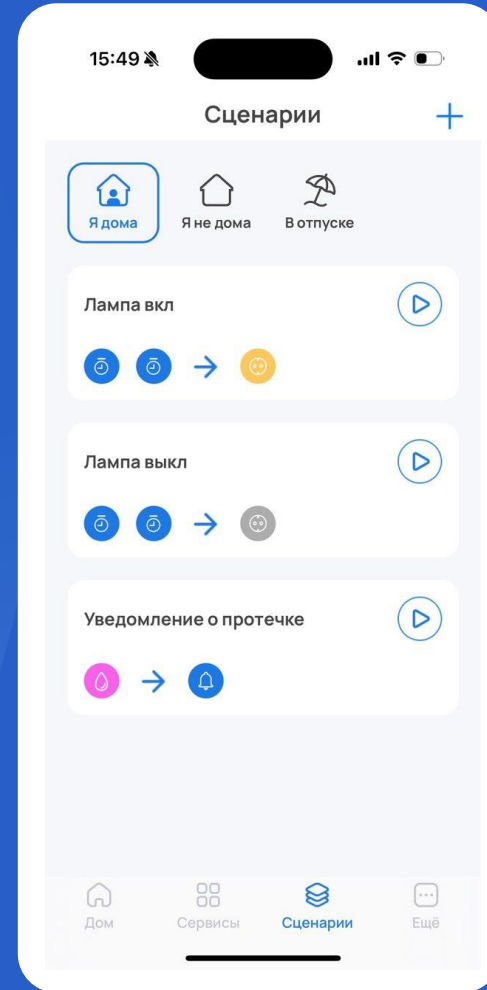 15:49
Сценарии
Я дома
Я не дома
В отпуске
Лампа вкл
Лампа выкл
Уведомление о протечке
Дом
Сервисы
Сценарии
Ещё